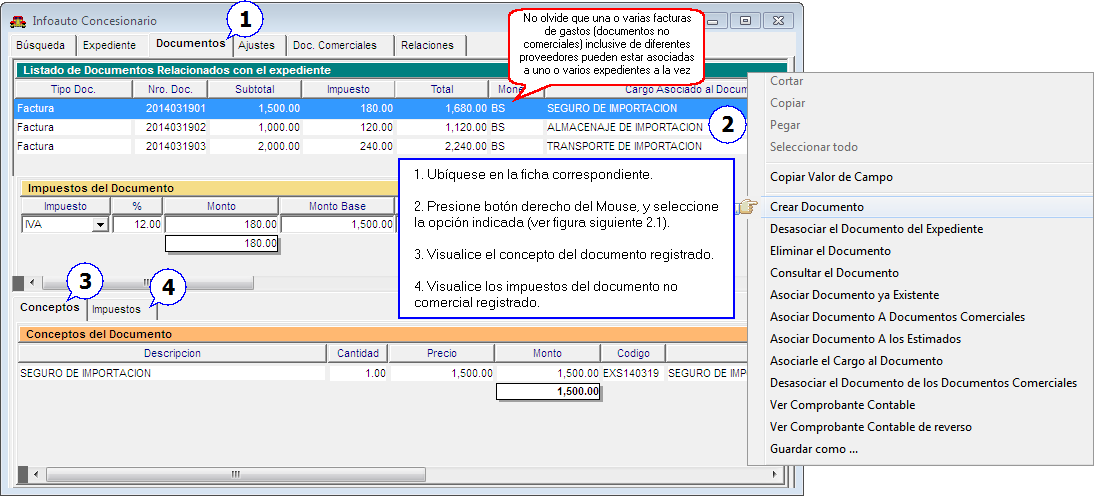 Infoauto Concesionario
1
No olvide que una o varias facturas
de gastos (documentos no
comerciales) inclusive de diferentes
proveedores pueden estar asociadas
a uno o varios expedientes a la vez
Búsqueda Expediente Documentos Ajustes Doc. Comerciales Relaciones
Listado de Documentos Relacionados con el expediente
Tipo Doc. Nro. Doc. Subtotal Impuesto Total Mone Cargo Asociado al Docum
Factura 2014031901 1,500.00 180.00 1,680.00 BS SEGURO DE IMPORTACION
Factura 2014031902 1,000.00 120.00 1,120.00 BS ALMACENAJE DE IMPORTACION
Factura 2014031903 2,000.00 240.00 2,240.00 BS TRANSPORTE DE IMPORTACION
2
Impuestos del Documento
Impuesto % Monto Monto Base
IVA 12.00 180.00 1,500.00
180.00
1. Ubíquese en la ficha correspondiente.
2. Presione botón derecho del Mouse, y seleccione
la opción indicada (ver figura siguiente 2.1).
3. Visualice el concepto del documento registrado.
4. Visualice los impuestos del documento no
comercial registrado.
3
4
Conceptos Impuestos
Conceptos del Documento
Descripcion Cantidad Precio Monto Codigo
SEGURO DE IMPORTACION 1.00 1,500.00 1,500.00 EXS140319 SEGURO DE IMP
1,500.00
Cortar
Copiar
Pegar
Seleccionar todo
Copiar Valor de Campo
Crear Documento
Desasociar el Documento del Expediente
Eliminar el Documento
Consultar el Documento
Asociar Documento ya Existente
Asociar Documento A Documentos Comerciales
Asociar Documento A los Estimados
Asociarle el Cargo al Documento
Desasociar el Documento de los Documentos Comerciales
Ver Comprobante Contable
Ver Comprobante Contable de reverso
Guardar como ...